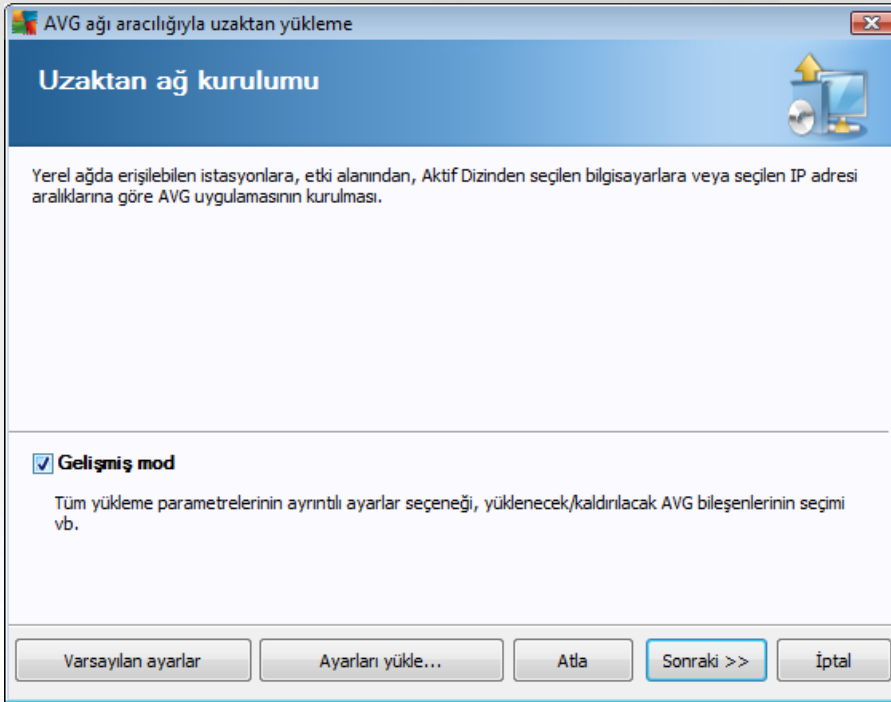 AVG ağı aracılığıyla uzaktan yükleme
Uzaktan ağ kurulumu
Yerel ağda erişilebilen istasyonlara, etki alanından, Aktif Dizinden seçilen bilgisayarlara veya seçilen IP adresi
aralıklarına göre AVG uygulamasının kurulması.
Gelişmiş mod
Tüm yükleme parametrelerinin ayrıntılı ayarlar seçeneği, yüklenecek/kaldırılacak AVG bileşenlerinin seçimi
vb.
Varsayılan ayarlar
Ayarları yükle...
Atla
Sonraki >>
İptal